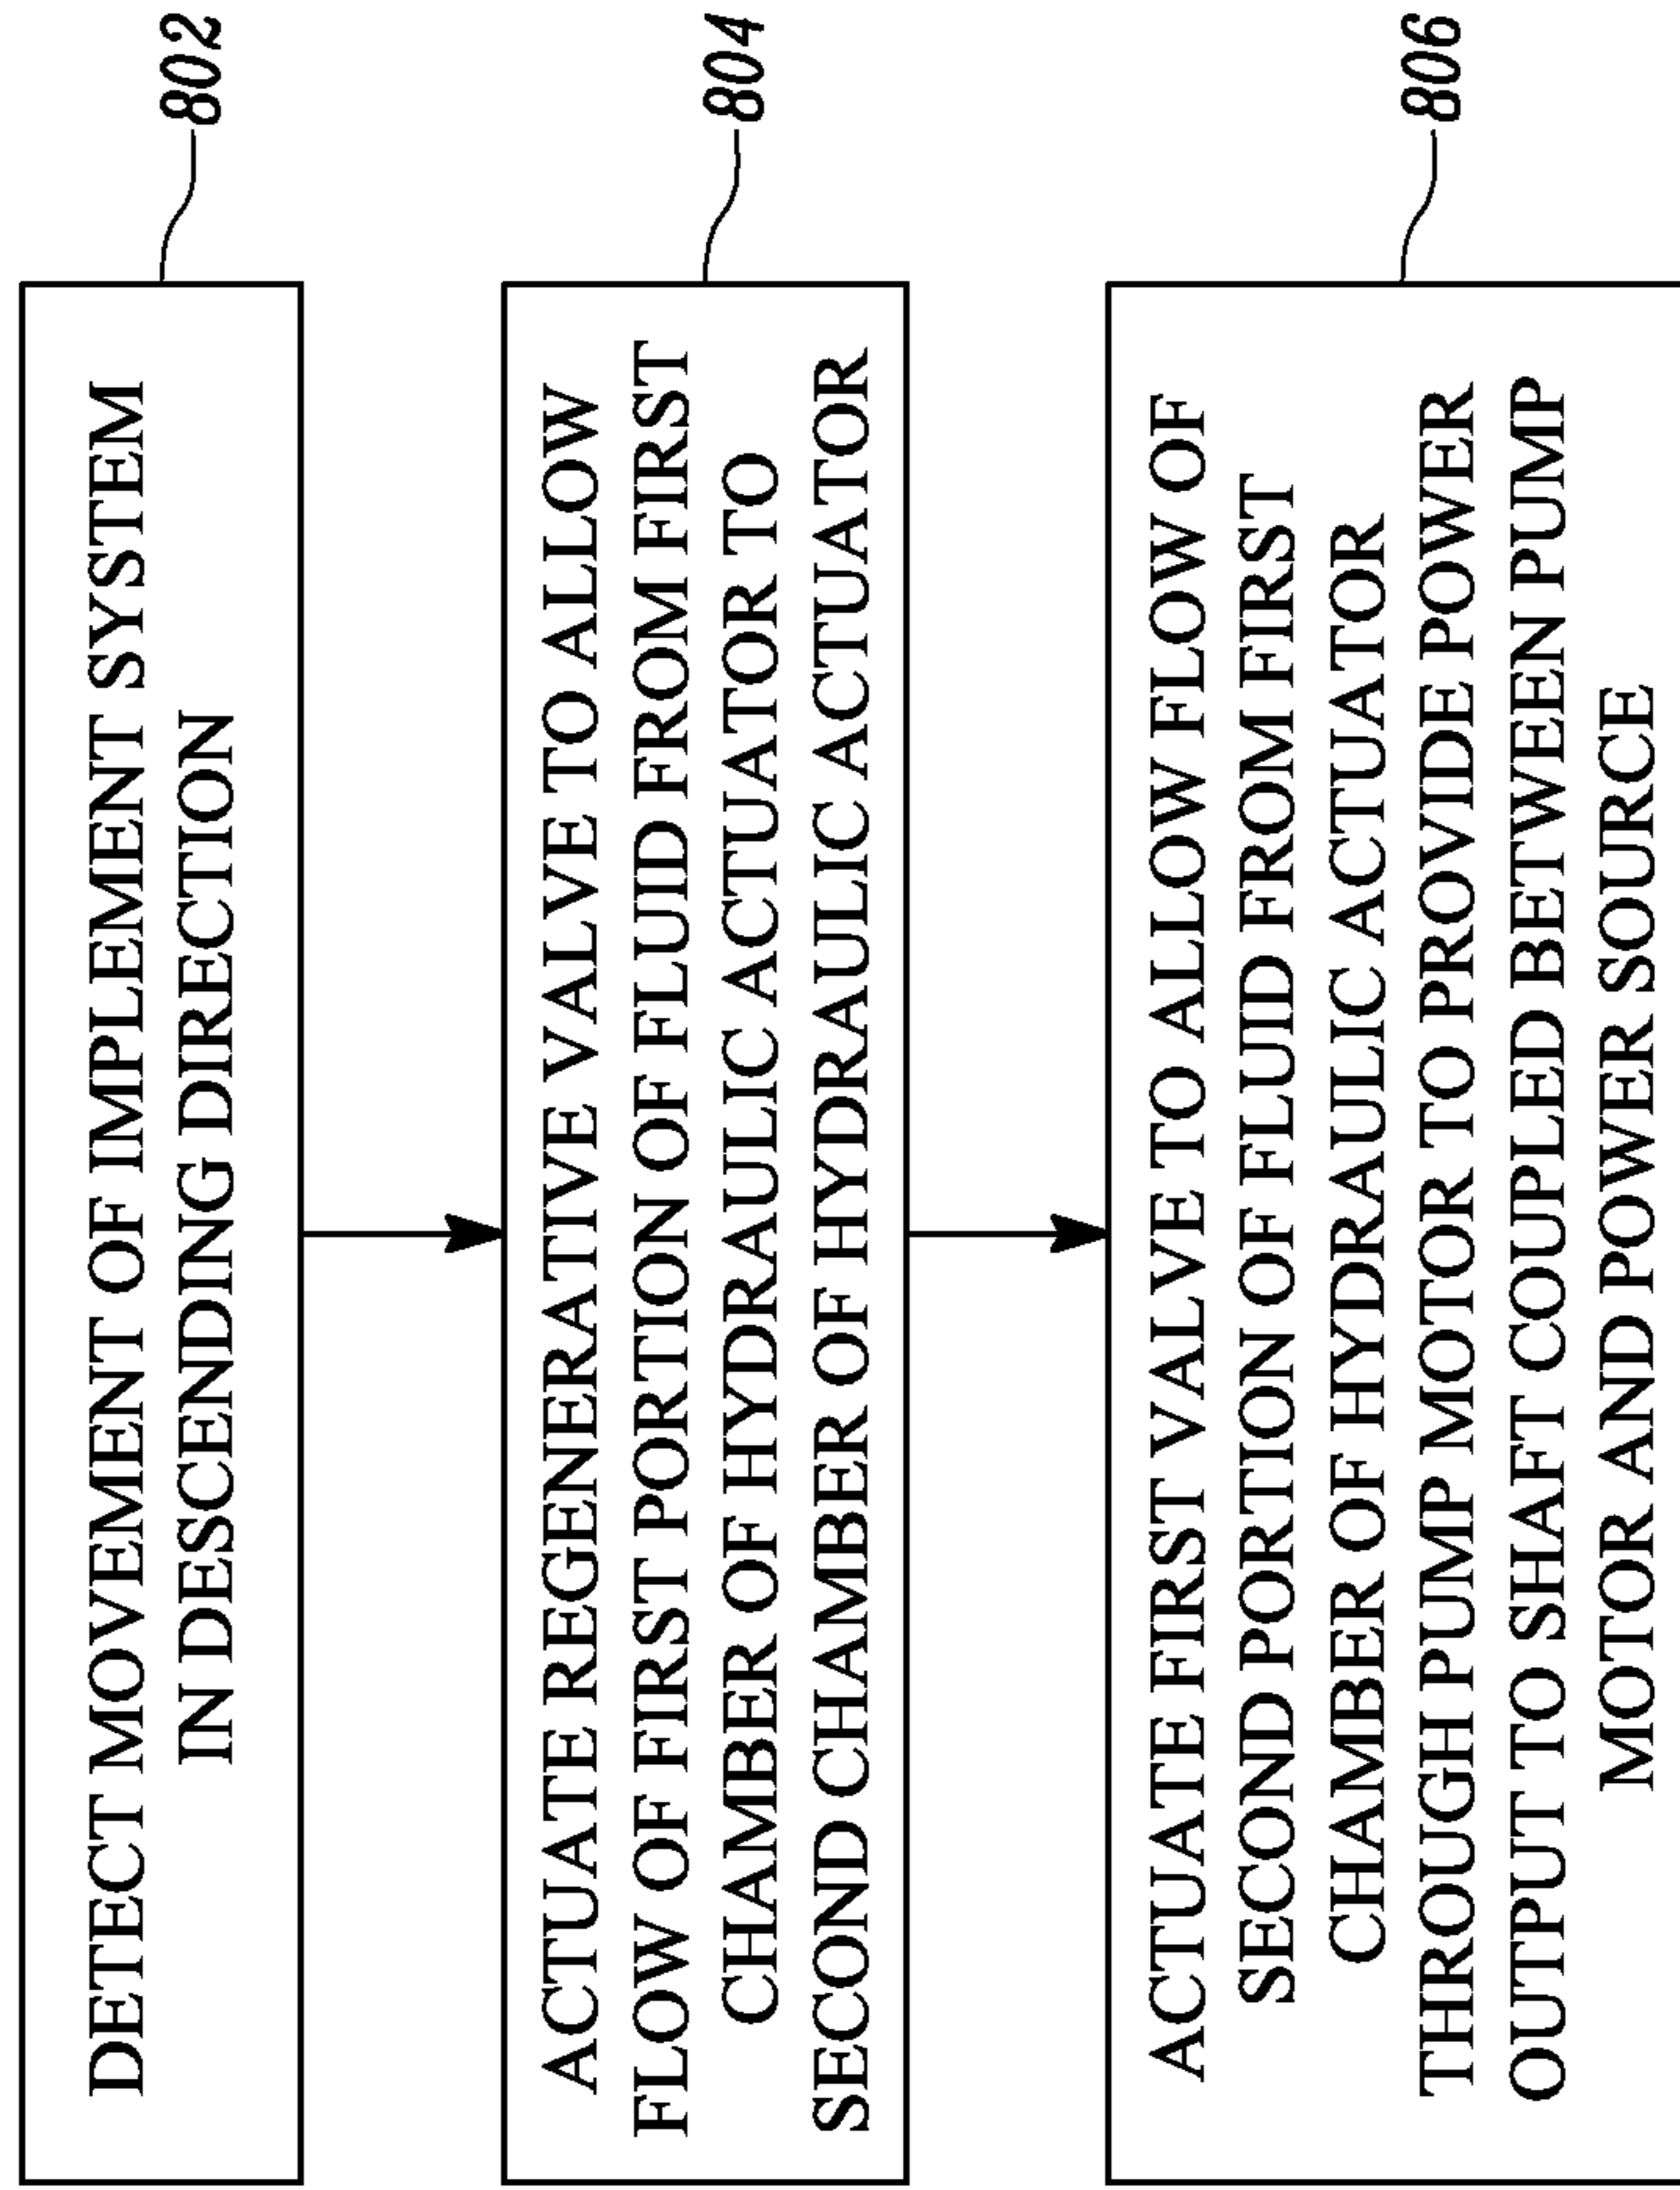 DETECT MOVEMENT OF IMPLEMENT SYSTEM
IN DESCENDING DIRECTION
802
ACTUATE REGENERATIVE VALVE TO ALLOW
FLOW OF FIRST PORTION OF FLUID FROM FIRST
CHAMBER OF HYDRAULIC ACTUATOR TO
SECOND CHAMBER OF HYDRAULIC ACTUATOR
804
ACTUATE FIRST VALVE TO ALLOW FLOW OF
SECOND PORTION OF FLUID FROM FIRST
CHAMBER OF HYDRAULIC ACTUATOR
THROUGH PUMP MOTOR TO PROVIDE POWER
OUTPUT TO SHAFT COUPLED BETWEEN PUMP
MOTOR AND POWER SOURCE
806